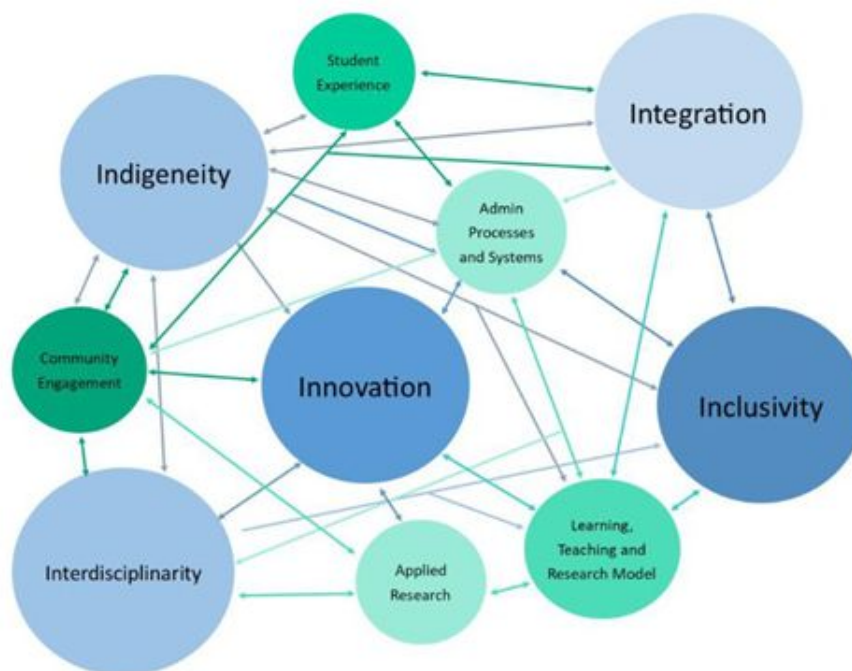 Student
Experience
Integration
Indigeneity
Admin
Processes
and Systems
Community
Engagement
Innovation
Inclusivity
Interdisciplinarity
Applied
Research
Learning,
Teaching and
Research Model